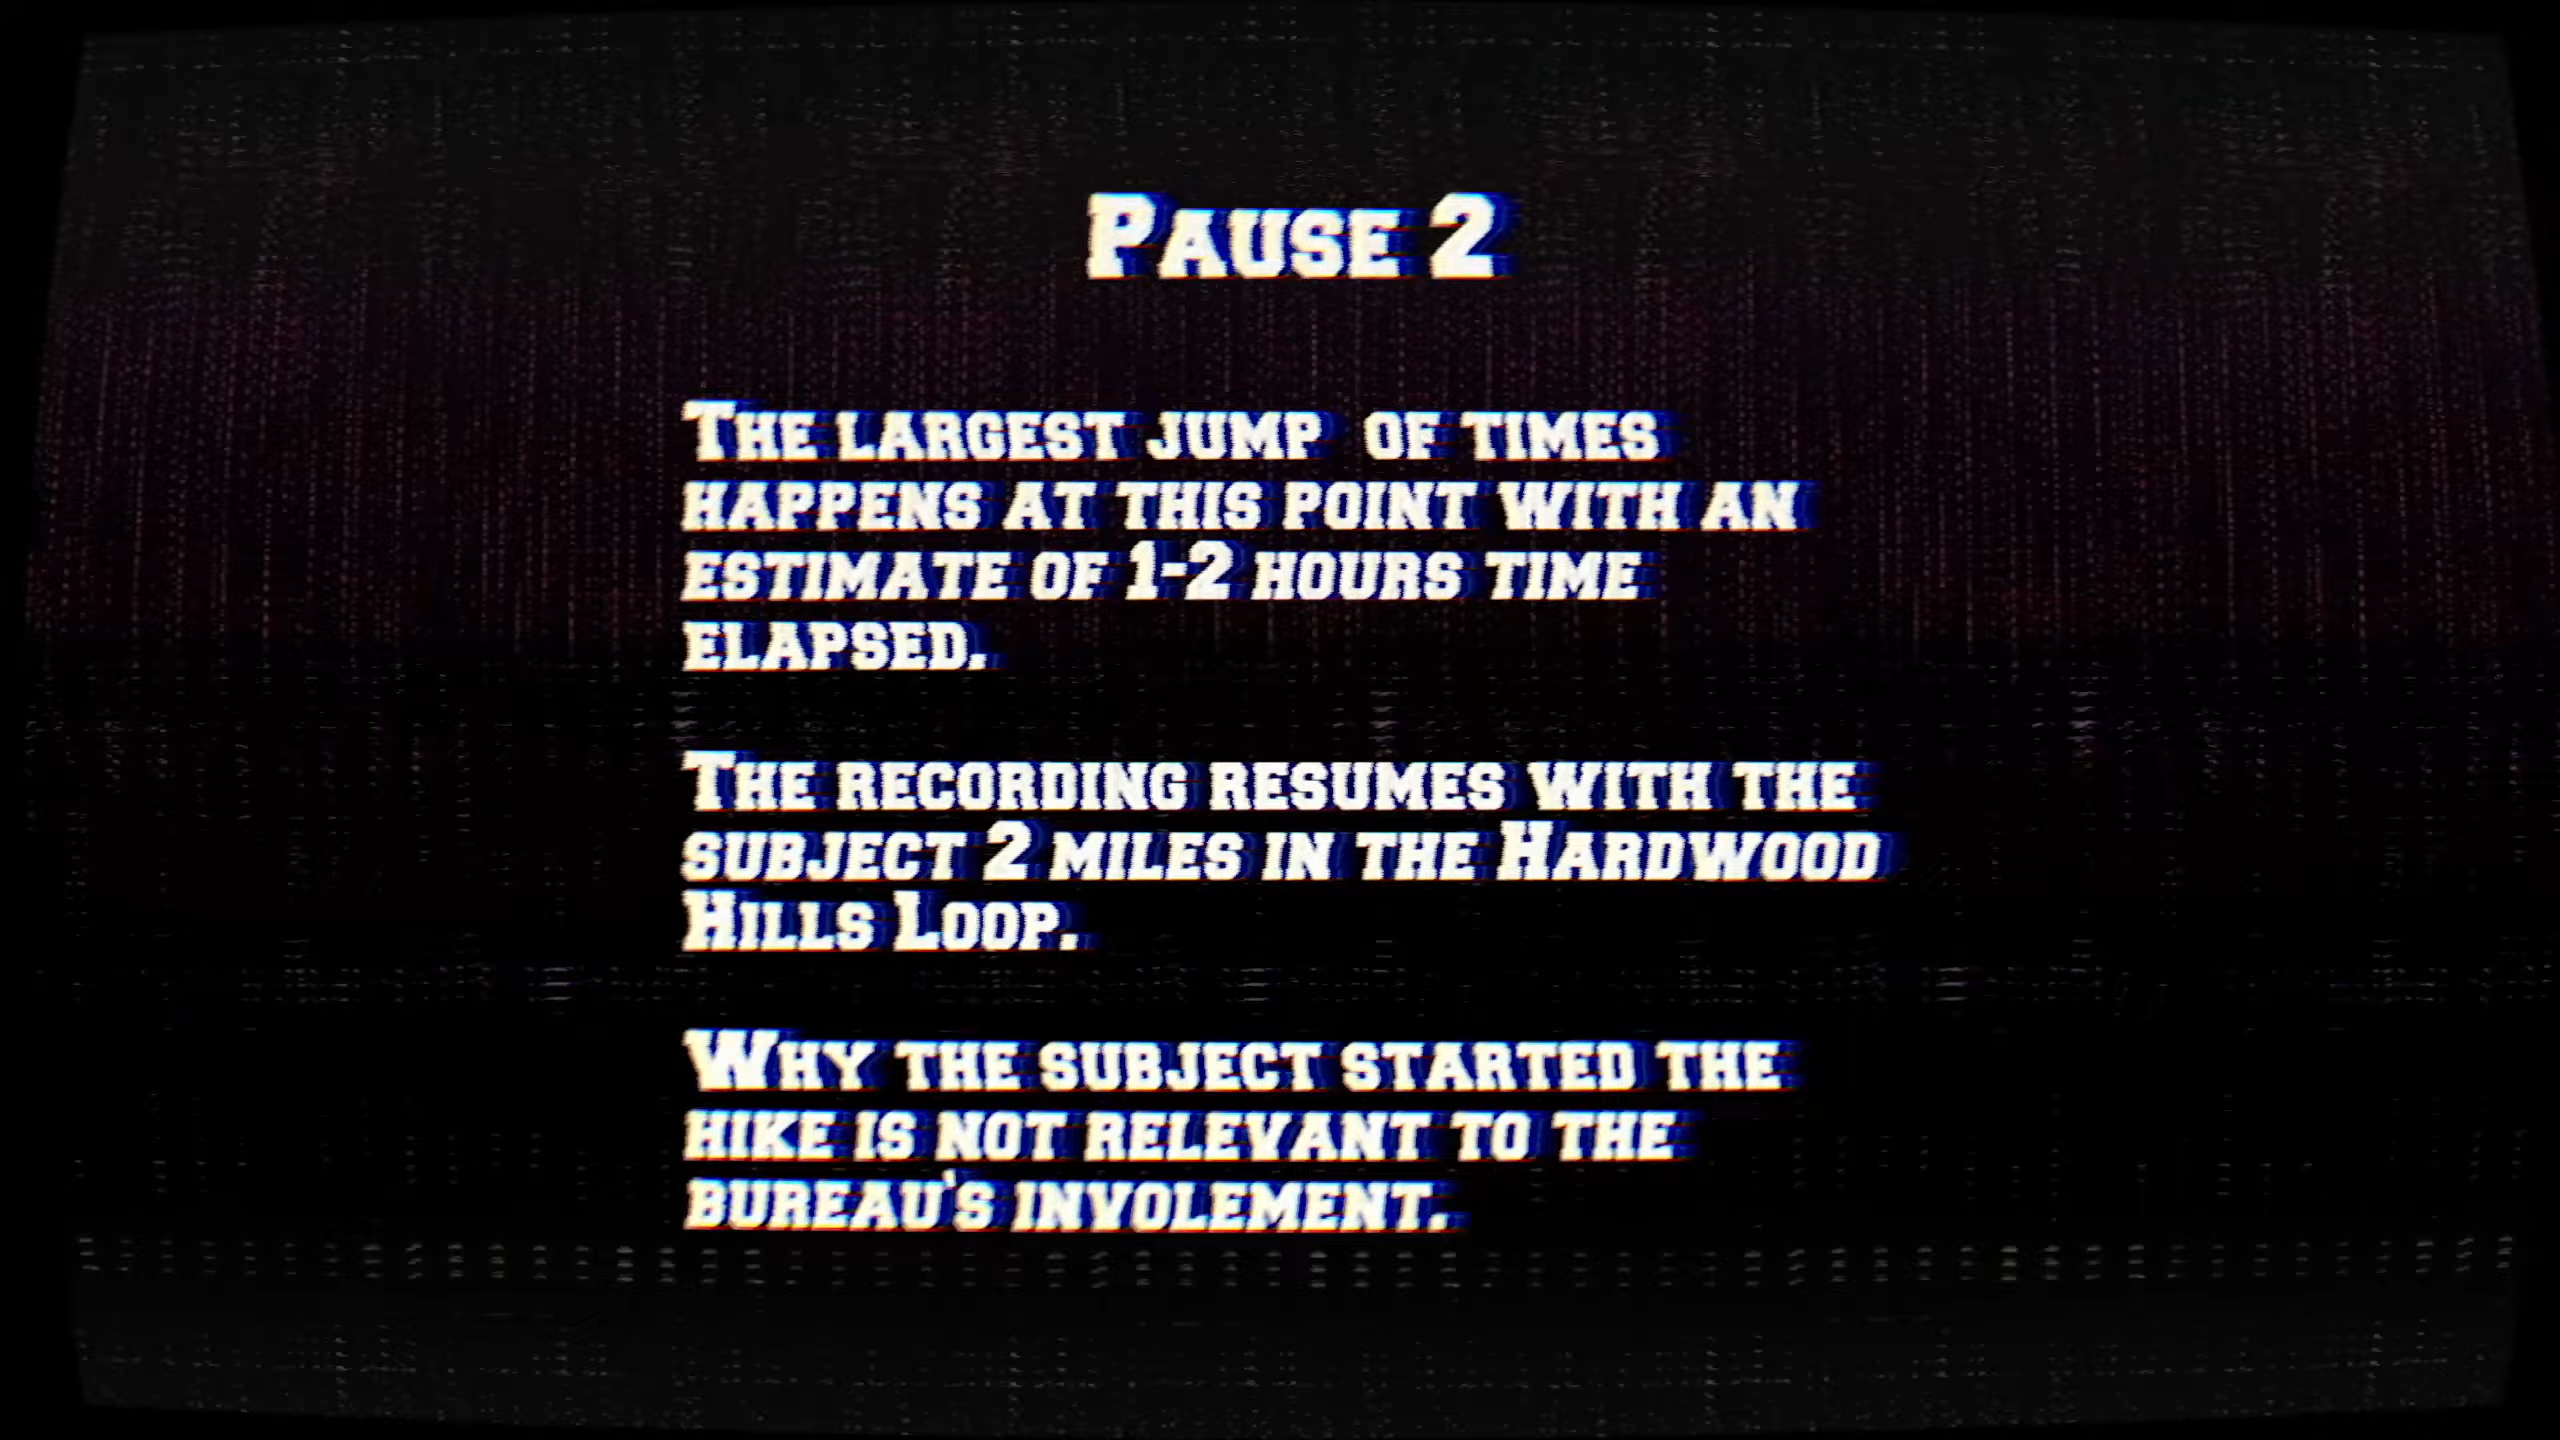 Pause 2
The largest jump  of times
happens at this point with an
estimate of 1-2 hours time
elapsed.
The recording resumes with the
subject 2 miles in the Hardwood
Hills Loop.
Why the subject started the
hike is not relevant to the
bureau's involement.